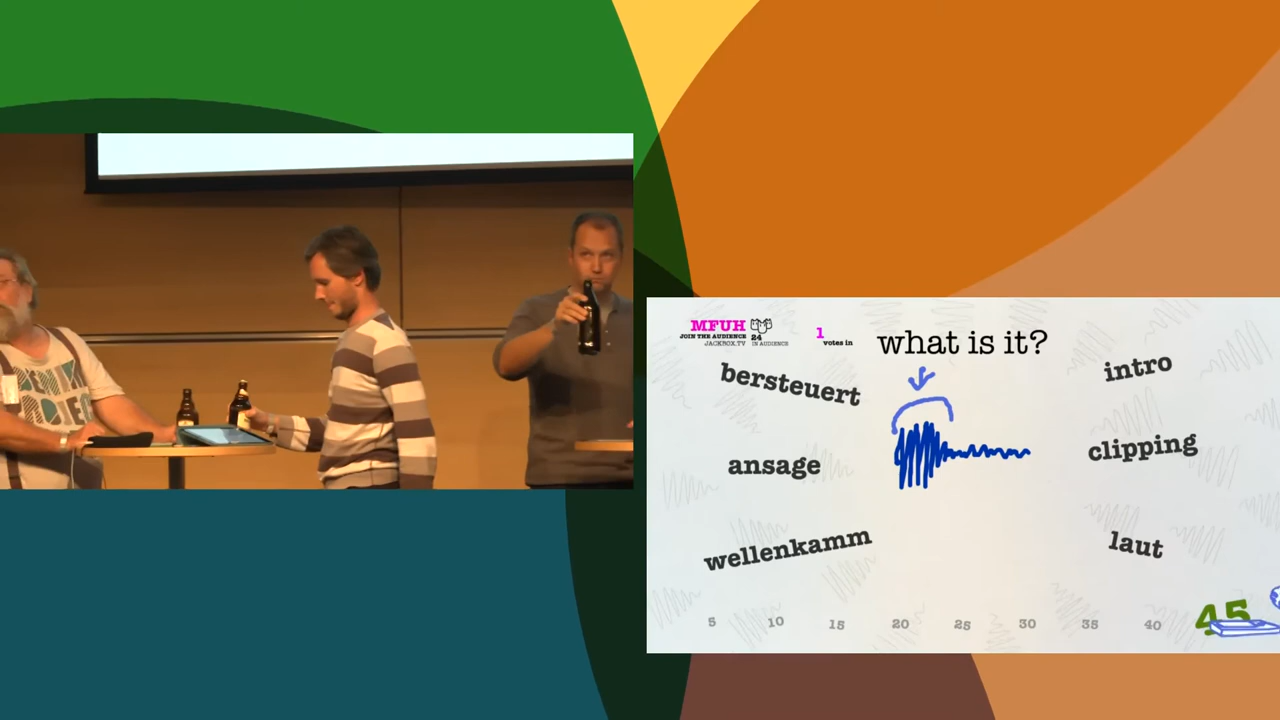 MFUH
JOIN THE AUDIENCE
JACKBOX.TV
24
IN AUDIENCE
1
votes in
what is it?
bersteuert
ansage
wellenkamm
intro
clipping
laut
5 10 15 20 25 30 35 40 45